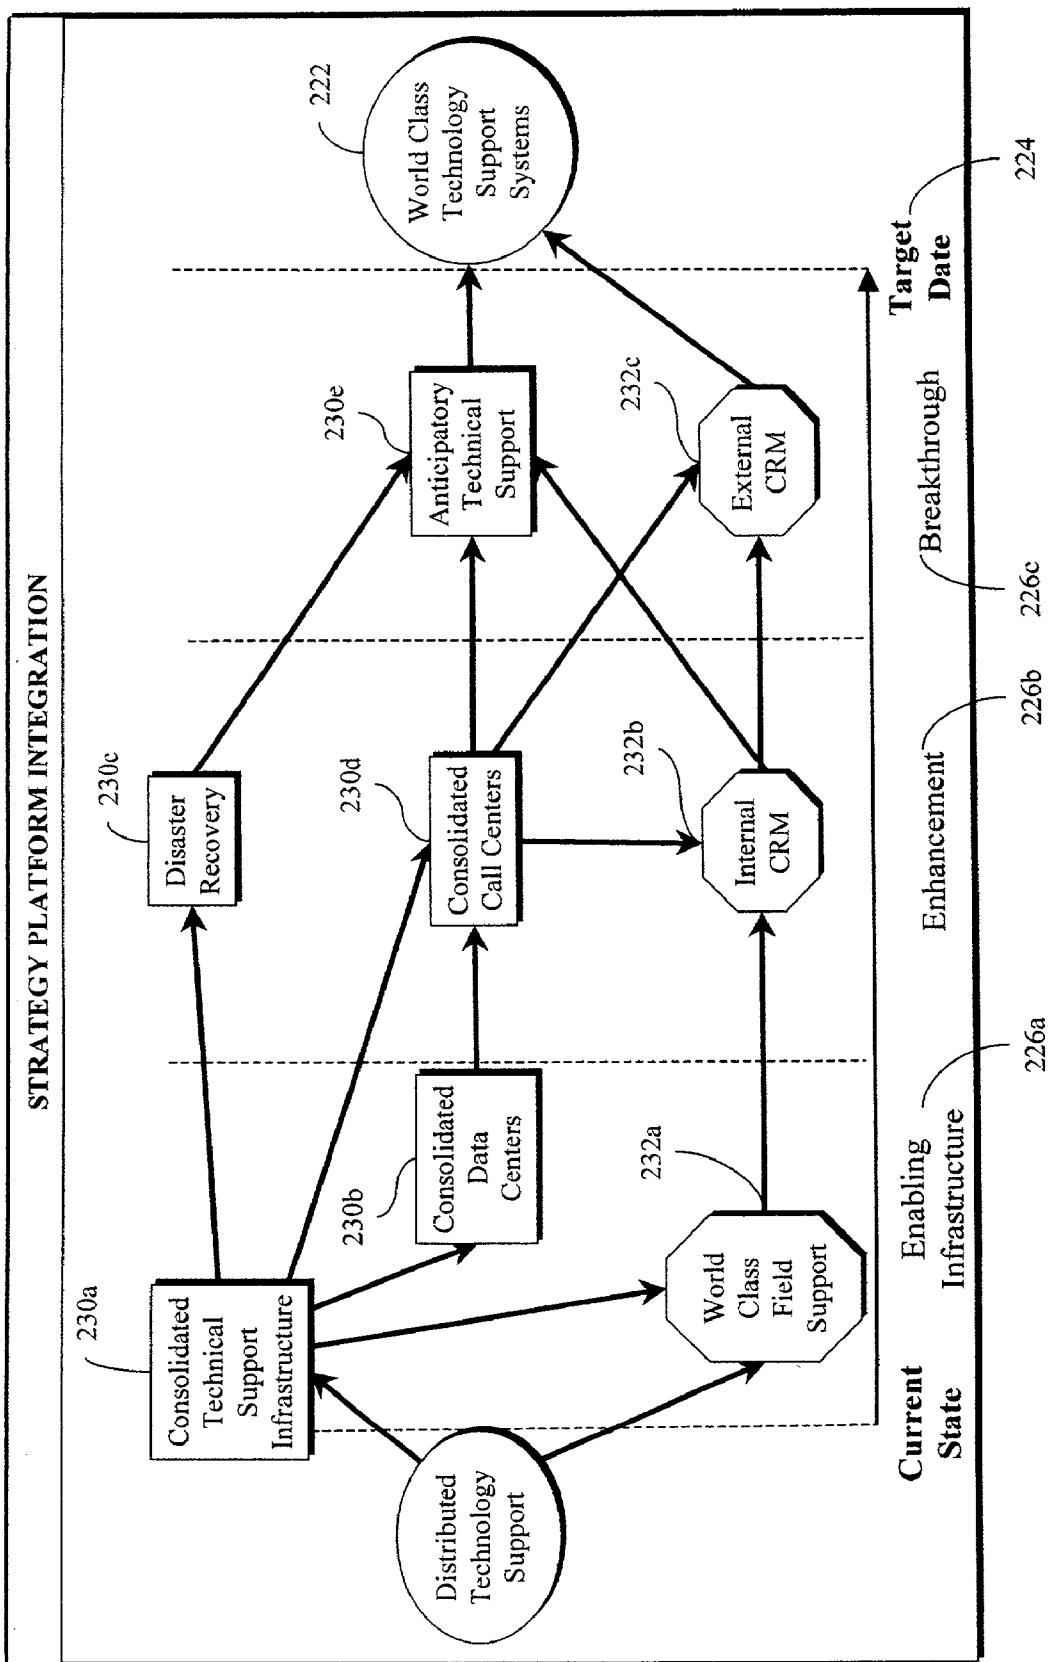 STRATEGY PLATFORM INTEGRATION
230a
Consolidated
Technical
Support
Infrastructure
230c
Disaster
Recovery
222
World Class
Technology
Support
Systems
230b
Consolidated
Data
Centers
230d
Consolidated
Call Centers
230e
Anticipatory
Technical
Support
Distributed
Technology
Support
232a
World
Class
Field
Support
232b
Internal
CRM
232c
External
CRM
Current
State
Enabling
Infrastructure
Enhancement
Breakthrough
Target
Date
226a
226b
226c
224